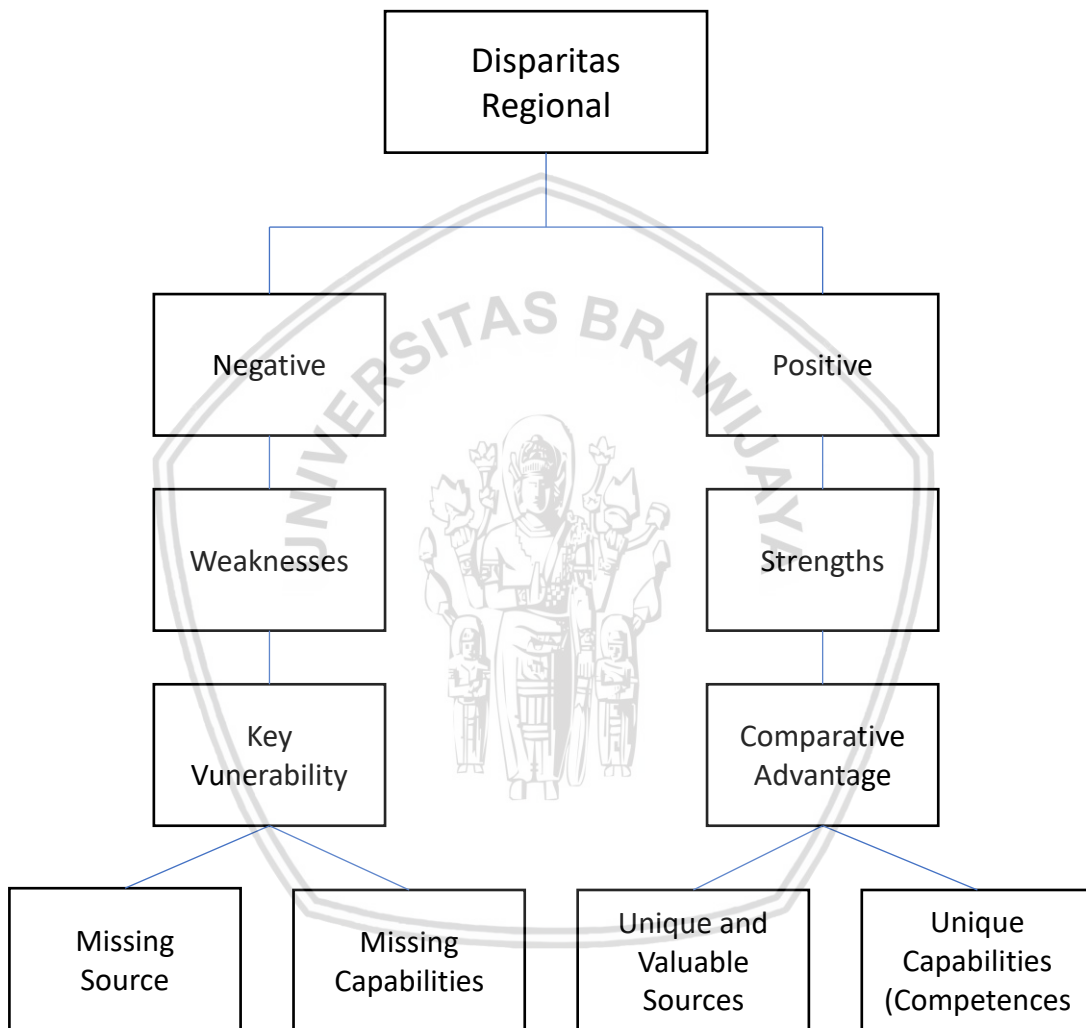 Disparitas
Regional
UNIVERSITAS BRAWIJAYA
Negative
Positive
Weaknesses
Strengths
Key
Vunerability
Comparative
Advantage
Missing
Source
Missing
Capabilities
Unique and
Valuable
Sources
Unique
Capabilities
(Competences